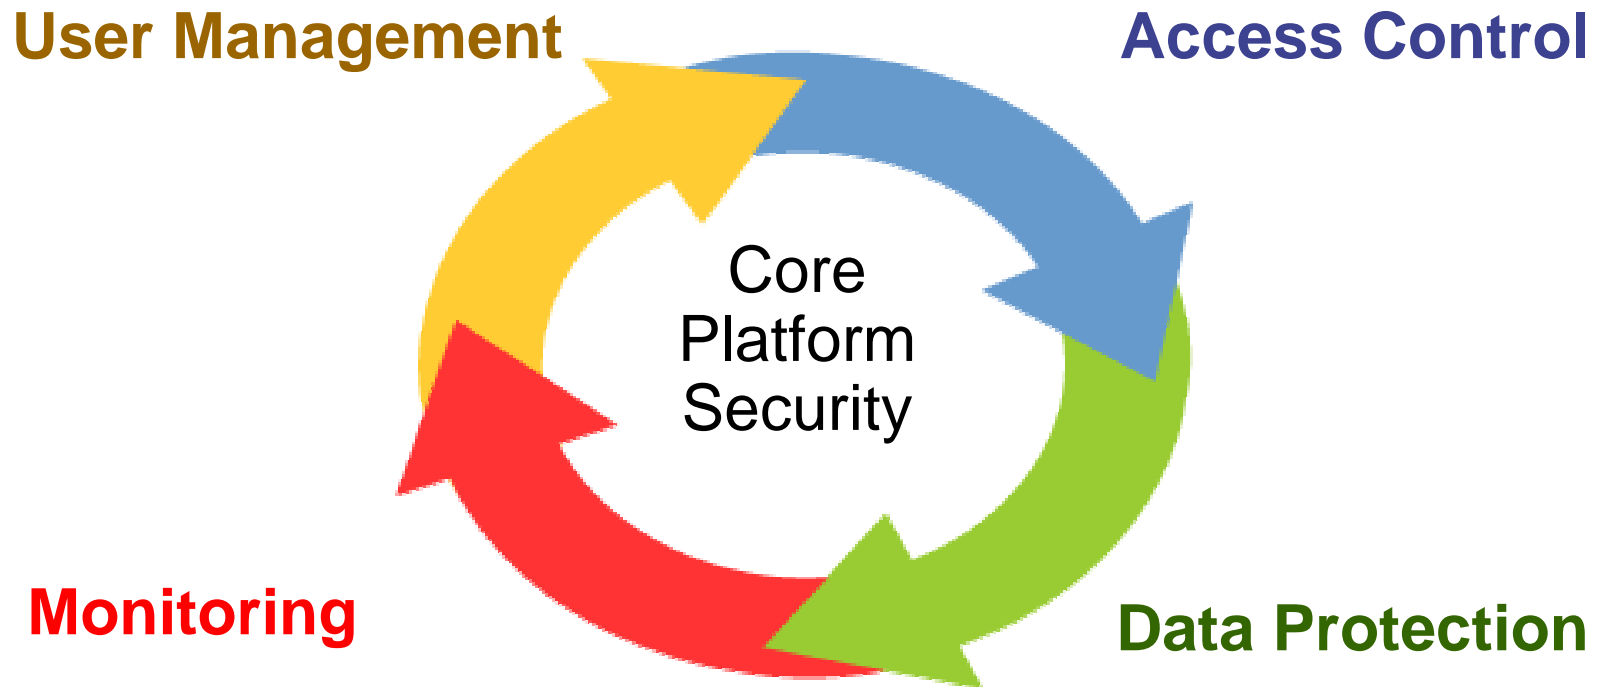 User Management
Access Control
Core
Platform
Security
Monitoring
Data Protection